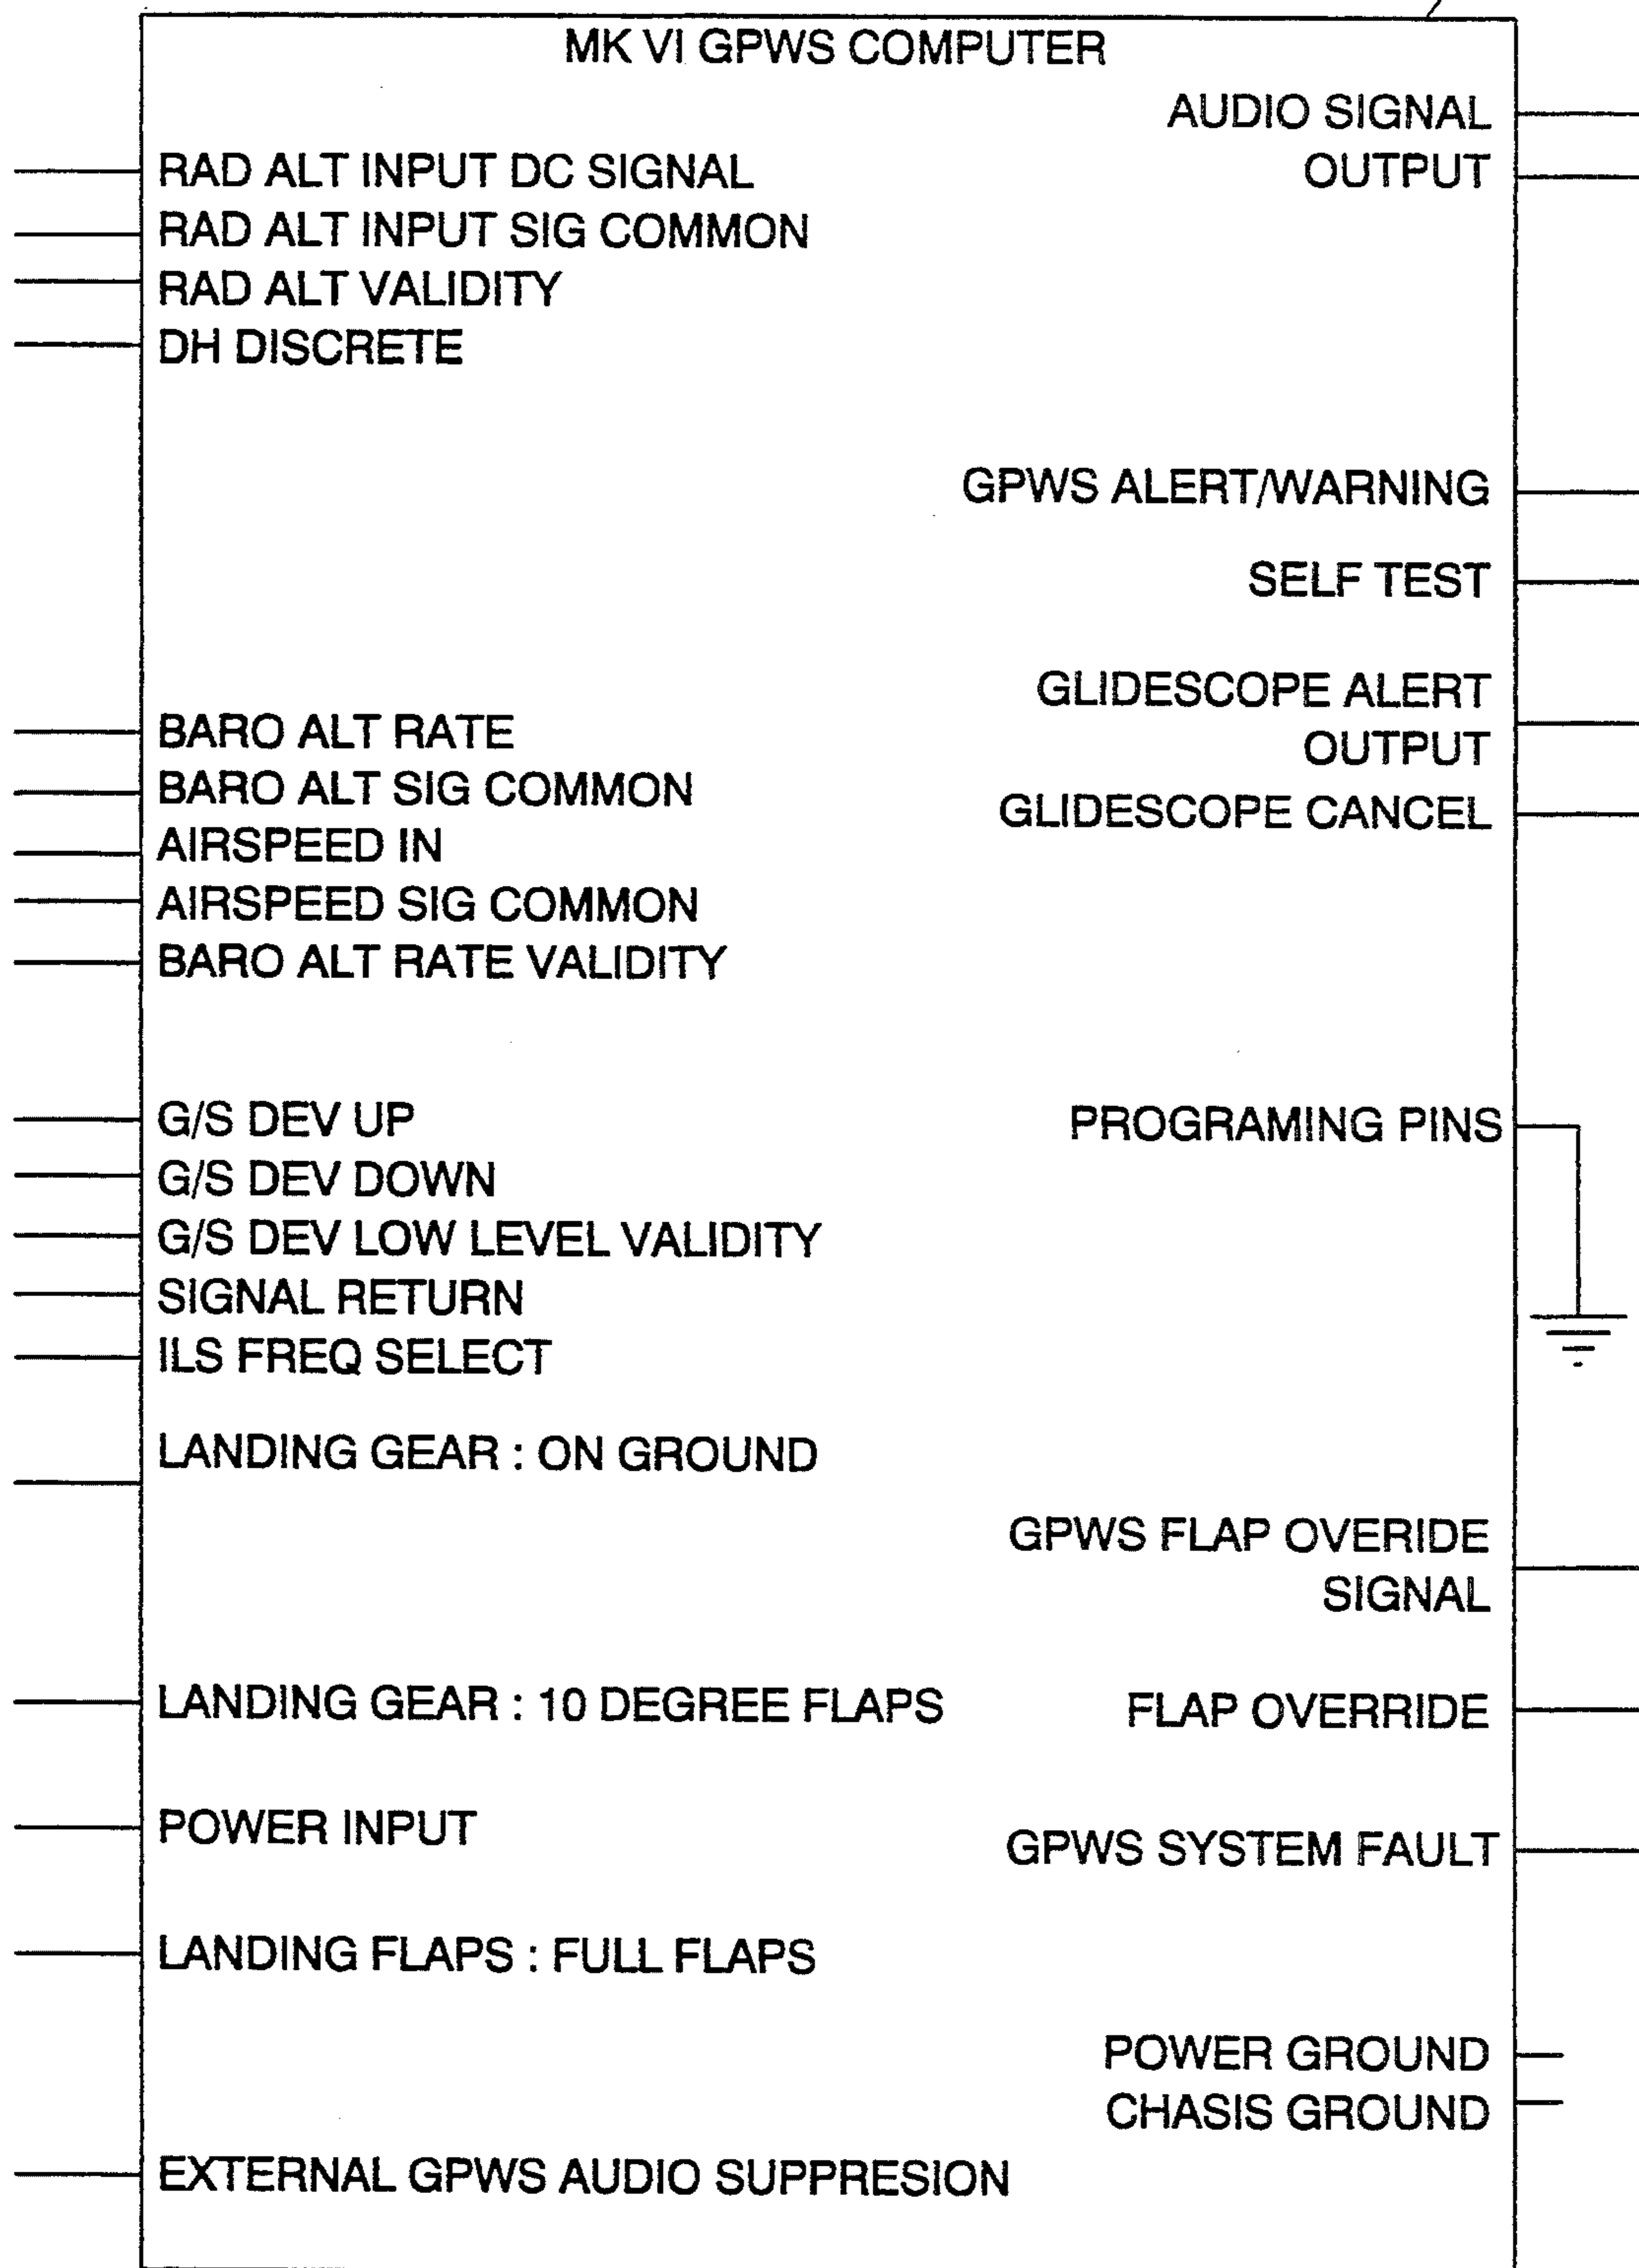 MK VI GPWS COMPUTER
AUDIO SIGNAL
OUTPUT
RAD ALT INPUT DC SIGNAL
RAD ALT INPUT SIG COMMON
RAD ALT VALIDITY
DH DISCRETE
GPWS ALERT/WARNING
SELF TEST
GLIDESCOPE ALERT
OUTPUT
GLIDESCOPE CANCEL
BARO ALT RATE
BARO ALT SIG COMMON
AIRSPEED IN
AIRSPEED SIG COMMON
BARO ALT RATE VALIDITY
G/S DEV UP
G/S DEV DOWN
G/S DEV LOW LEVEL VALIDITY
SIGNAL RETURN
ILS FREQ SELECT
PROGRAMING PINS
LANDING GEAR : ON GROUND
GPWS FLAP OVERIDE
SIGNAL
LANDING GEAR : 10 DEGREE FLAPS
FLAP OVERRIDE
POWER INPUT
GPWS SYSTEM FAULT
LANDING FLAPS : FULL FLAPS
POWER GROUND
CHASIS GROUND
EXTERNAL GPWS AUDIO SUPPRESION